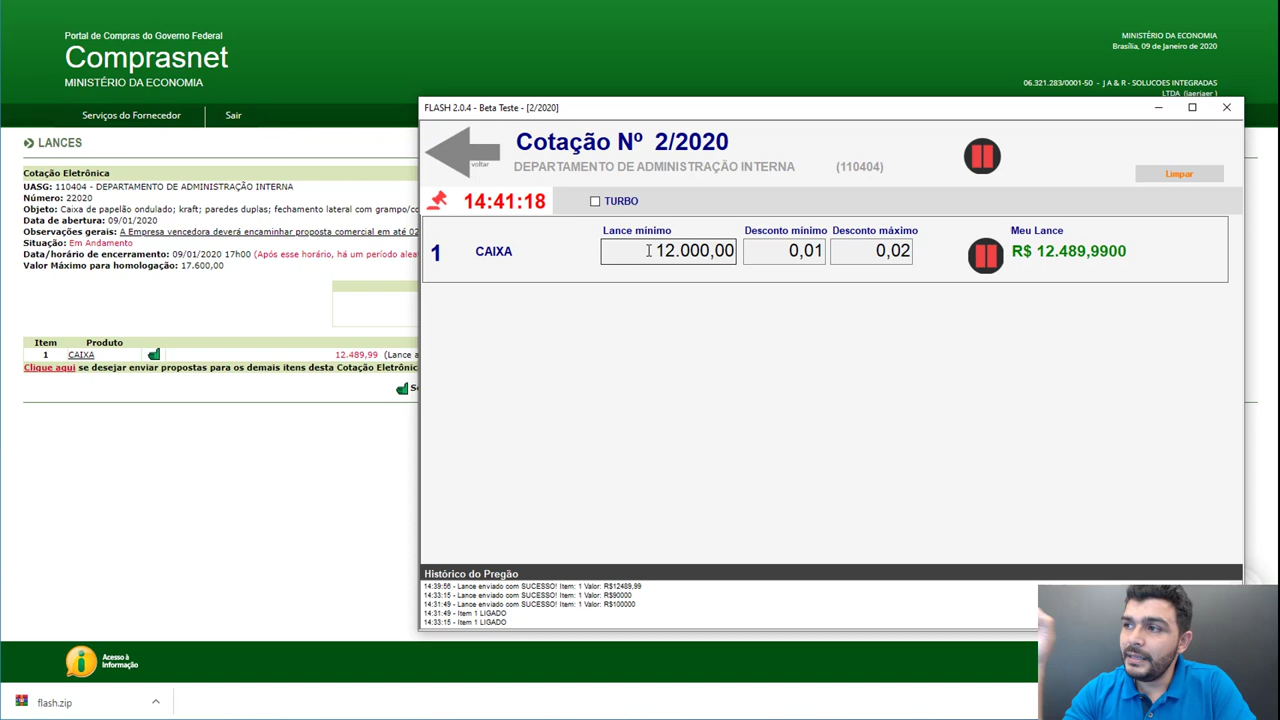 Portal de Compras do Governo Federal
Comprasnet
MINISTÉRIO DA ECONOMIA
MINISTÉRIO DA ECONOMIA
Brasília, 09 de Janeiro de 2020
06.321.283/0001-50 - J A & R - SOLUCOES INTEGRADAS
LTDA (jaerjaer)
Serviços do Fornecedor
Sair
LANCES
Cotação Eletrônica
UASG: 110404 - DEPARTAMENTO DE ADMINISTRAÇÃO INTERNA
Número: 22020
Objeto: Caixa de papelão ondulado; kraft; paredes duplas; fechamento lateral com grampo/co
Data de abertura: 09/01/2020
Observações gerais: A Empresa vencedora deverá encaminhar proposta comercial em até 02
Situação: Em Andamento
Data/horário de encerramento: 09/01/2020 17h00 (Após esse horário, há um período alea
Valor Máximo para homologação: 17.600,00
Item Produto
1 CAIXA 12.489,99 (Lance a
Clique aqui se desejar enviar propostas para os demais itens desta Cotação Eletrônic
FLASH 2.0.4 - Beta Teste - [2/2020]
voltar
Cotação Nº 2/2020
DEPARTAMENTO DE ADMINISTRAÇÃO INTERNA (110404)
Limpar
14:41:18
TURBO
Lance mínimo Desconto mínimo Desconto máximo Meu Lance
1 CAIXA 12.000,00 0,01 0,02 R$ 12.489,9900
Histórico do Pregão
14:39:56 - Lance enviado com SUCESSO! Item: 1 Valor: R$12489,99
14:33:15 - Lance enviado com SUCESSO! Item: 1 Valor: R$90000
14:31:49 - Lance enviado com SUCESSO! Item: 1 Valor: R$100000
14:31:49 - Item 1 LIGADO
14:33:15 - Item 1 LIGADO
Acesso à
Informação
flash.zip